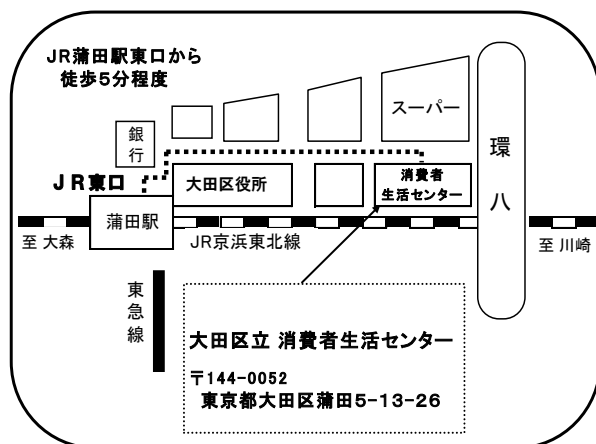 JR蒲田駅東口から
徒歩5分程度
スーパー
銀行
環八
JR東口
大田区役所
消費者
生活センター
蒲田駅
至 大森
JR京浜東北線
至 川崎
東急線
大田区立 消費者生活センター
〒144-0052
東京都大田区蒲田5-13-26